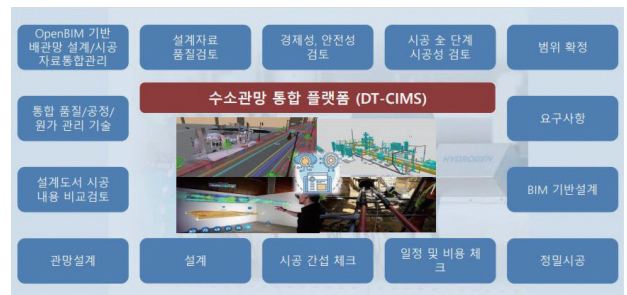 OpenBIM 기반
배관망 설계/시공
자료통합관리
설계자료
품질검토
경제성, 안전성
검토
시공 全 단계
시공성 검토
범위 확정
수소관망 통합 플랫폼 (DT-CIMS)
통합 품질/공정/
원가 관리 기술
요구사항
HYDROGEN
설계도서 시공
내용 비교검토
BIM 기반설계
관망설계
설계
시공 간섭 체크
일정 및 비용 체
크
정밀시공